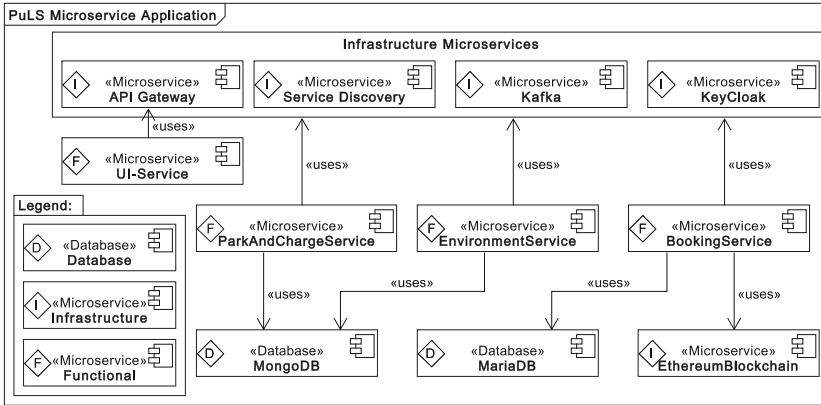 PuLS Microservice Application
Infrastructure Microservices
I «Microservice» API Gateway
I «Microservice» Service Discovery
I «Microservice» Kafka
I «Microservice» KeyCloak
«uses»
F «Microservice» UI-Service
«uses»
«uses»
«uses»
Legend:
D «Database» Database
I «Microservice» Infrastructure
F «Microservice» Functional
F «Microservice» ParkAndChargeService
F «Microservice» EnvironmentService
F «Microservice» BookingService
«uses»
«uses»
«uses»
«uses»
D «Database» MongoDB
D «Database» MariaDB
I «Microservice» EthereumBlockchain